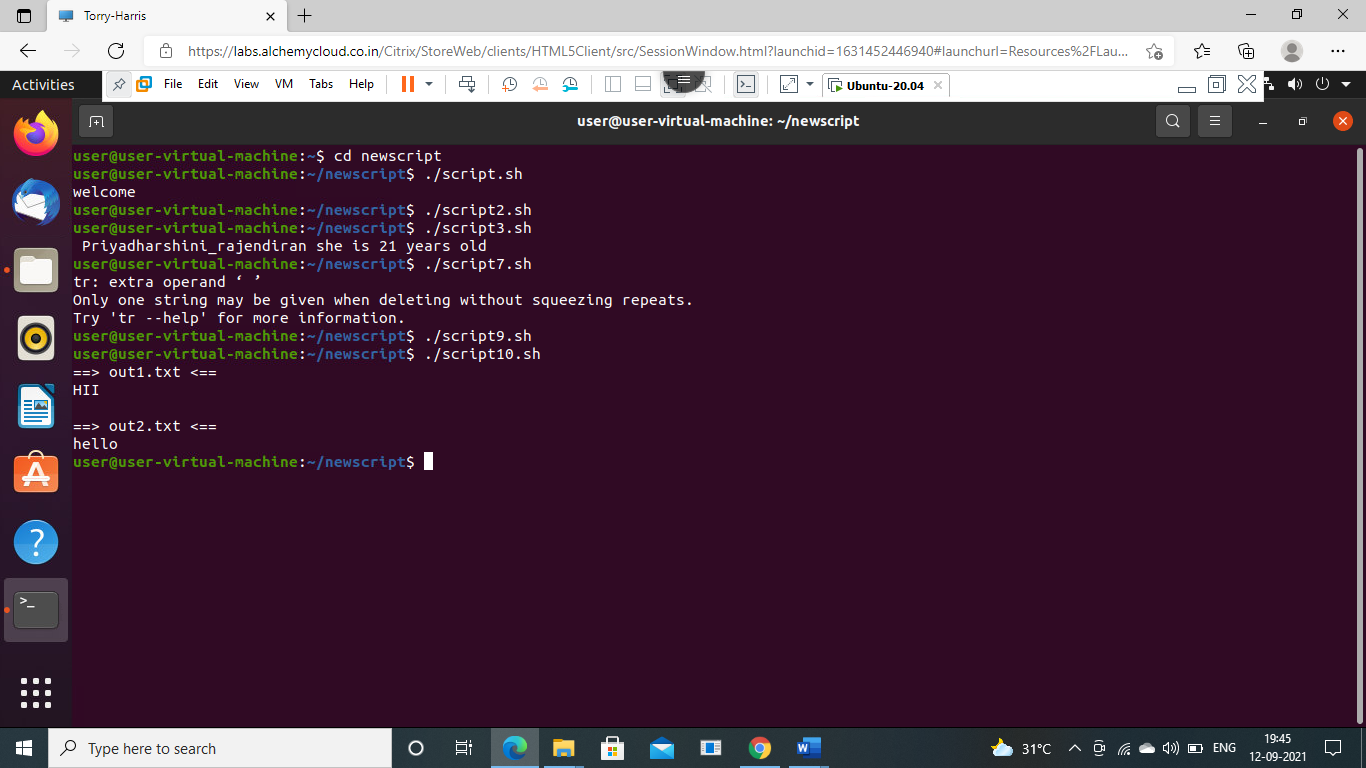 Torry-Harris
https://labs.alchemycloud.co.in/Citrix/StoreWeb/clients/HTML5Client/src/SessionWindow.html?launchid=1631452446940#launchurl=Resources%2FLau...
Activities
File Edit View VM Tabs Help
Ubuntu-20.04
user@user-virtual-machine: ~/newscript
user@user-virtual-machine:~$ cd newscript
user@user-virtual-machine:~/newscript$ ./script.sh
welcome
user@user-virtual-machine:~/newscript$ ./script2.sh
user@user-virtual-machine:~/newscript$ ./script3.sh
 Priyadharshini_rajendiran she is 21 years old
user@user-virtual-machine:~/newscript$ ./script7.sh
tr: extra operand ‘ ’
Only one string may be given when deleting without squeezing repeats.
Try 'tr --help' for more information.
user@user-virtual-machine:~/newscript$ ./script9.sh
user@user-virtual-machine:~/newscript$ ./script10.sh
==> out1.txt <==
HII

==> out2.txt <==
hello
user@user-virtual-machine:~/newscript$
Type here to search
31°C
ENG
19:45
12-09-2021